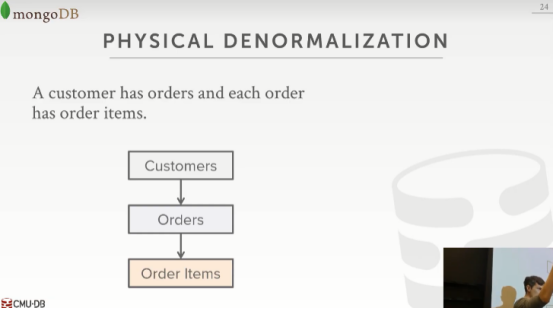 mongoDB
24
PHYSICAL DENORMALIZATION
A customer has orders and each order
has order items.
Customers
Orders
Order Items
CMU·DB